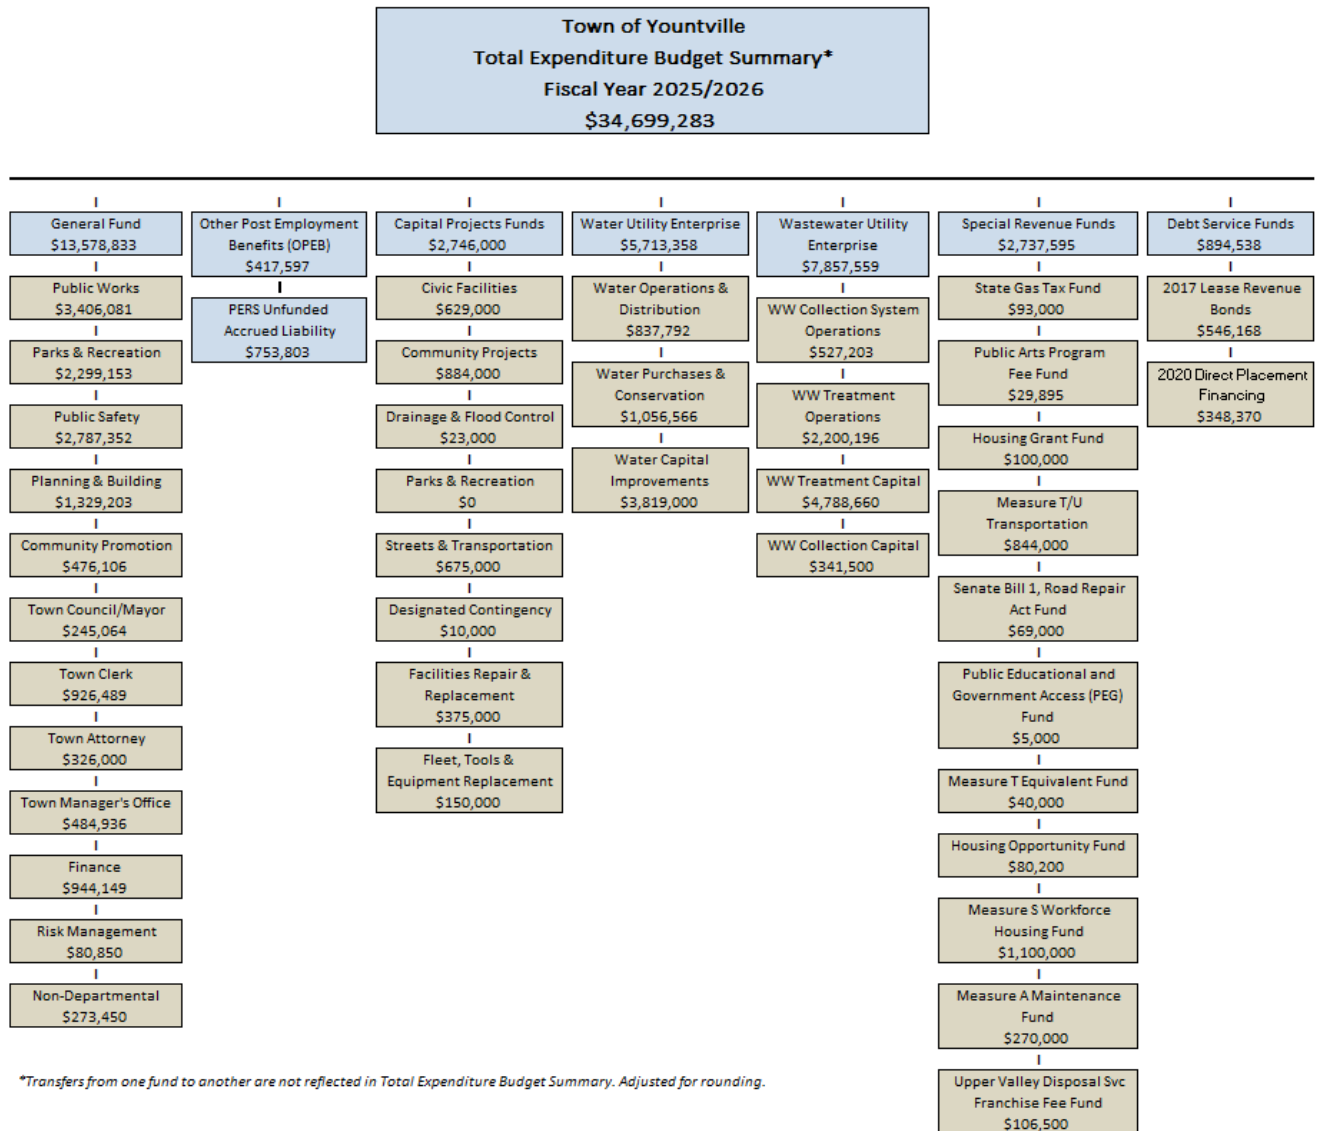 Town of Yountville
Total Expenditure Budget Summary*
Fiscal Year 2025/2026
$34,699,283
General Fund
$13,578,833
Public Works
$3,406,081
Parks & Recreation
$2,299,153
Public Safety
$2,787,352
Planning & Building
$1,329,203
Community Promotion
$476,106
Town Council/Mayor
$245,064
Town Clerk
$926,489
Town Attorney
$326,000
Town Manager's Office
$484,936
Finance
$944,149
Risk Management
$80,850
Non-Departmental
$273,450
Other Post Employment
Benefits (OPEB)
$417,597
PERS Unfunded
Accrued Liability
$753,803
Capital Projects Funds
$2,746,000
Civic Facilities
$629,000
Community Projects
$884,000
Drainage & Flood Control
$23,000
Parks & Recreation
$0
Streets & Transportation
$675,000
Designated Contingency
$10,000
Facilities Repair &
Replacement
$375,000
Fleet, Tools &
Equipment Replacement
$150,000
Water Utility Enterprise
$5,713,358
Water Operations &
Distribution
$837,792
Water Purchases &
Conservation
$1,056,566
Water Capital
Improvements
$3,819,000
Wastewater Utility
Enterprise
$7,857,559
WW Collection System
Operations
$527,203
WW Treatment
Operations
$2,200,196
WW Treatment Capital
$4,788,660
WW Collection Capital
$341,500
Special Revenue Funds
$2,737,595
State Gas Tax Fund
$93,000
Public Arts Program
Fee Fund
$29,895
Housing Grant Fund
$100,000
Measure T/U
Transportation
$844,000
Senate Bill 1, Road Repair
Act Fund
$69,000
Public Educational and
Government Access (PEG)
Fund
$5,000
Measure T Equivalent Fund
$40,000
Housing Opportunity Fund
$80,200
Measure S Workforce
Housing Fund
$1,100,000
Measure A Maintenance
Fund
$270,000
Upper Valley Disposal Svc
Franchise Fee Fund
$106,500
Debt Service Funds
$894,538
2017 Lease Revenue
Bonds
$546,168
2020 Direct Placement
Financing
$348,370
*Transfers from one fund to another are not reflected in Total Expenditure Budget Summary. Adjusted for rounding.